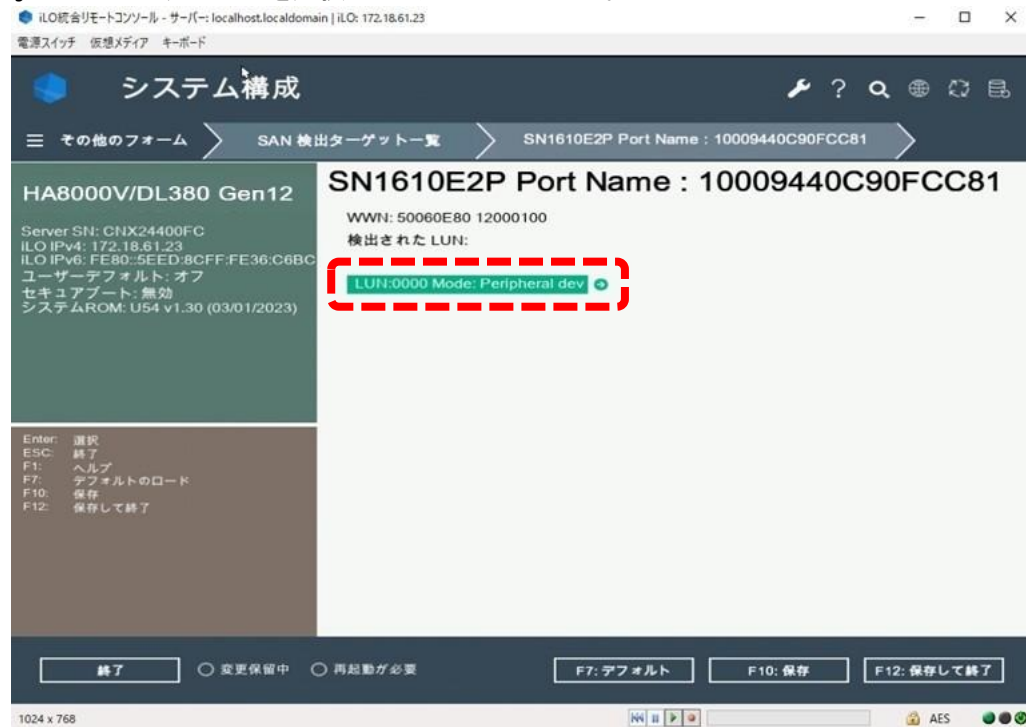 iLO統合リモートコンソール - サーバー: localhost.localdomain | iLO: 172.18.61.23
電源スイッチ 仮想メディア キーボード
システム構成
その他のフォーム SAN 検出ターゲット一覧 SN1610E2P Port Name : 10009440C90FCC81
HA8000V/DL380 Gen12
Server SN: CNX24400FC
iLO IPv4: 172.18.61.23
iLO IPv6: FE80::5EED:8CFF:FE36:C6BC
ユーザーデフォルト: オフ
セキュアブート: 無効
システムROM: U54 v1.30 (03/01/2023)
SN1610E2P Port Name : 10009440C90FCC81
WWN: 50060E80 12000100
検出された LUN:
LUN:0000 Mode: Peripheral dev
Enter: 選択
ESC: 終了
F1: ヘルプ
F7: デフォルトのロード
F10: 保存
F12: 保存して終了
終了 変更保留中 再起動が必要 F7: デフォルト F10: 保存 F12: 保存して終了
1024 x 768 AES